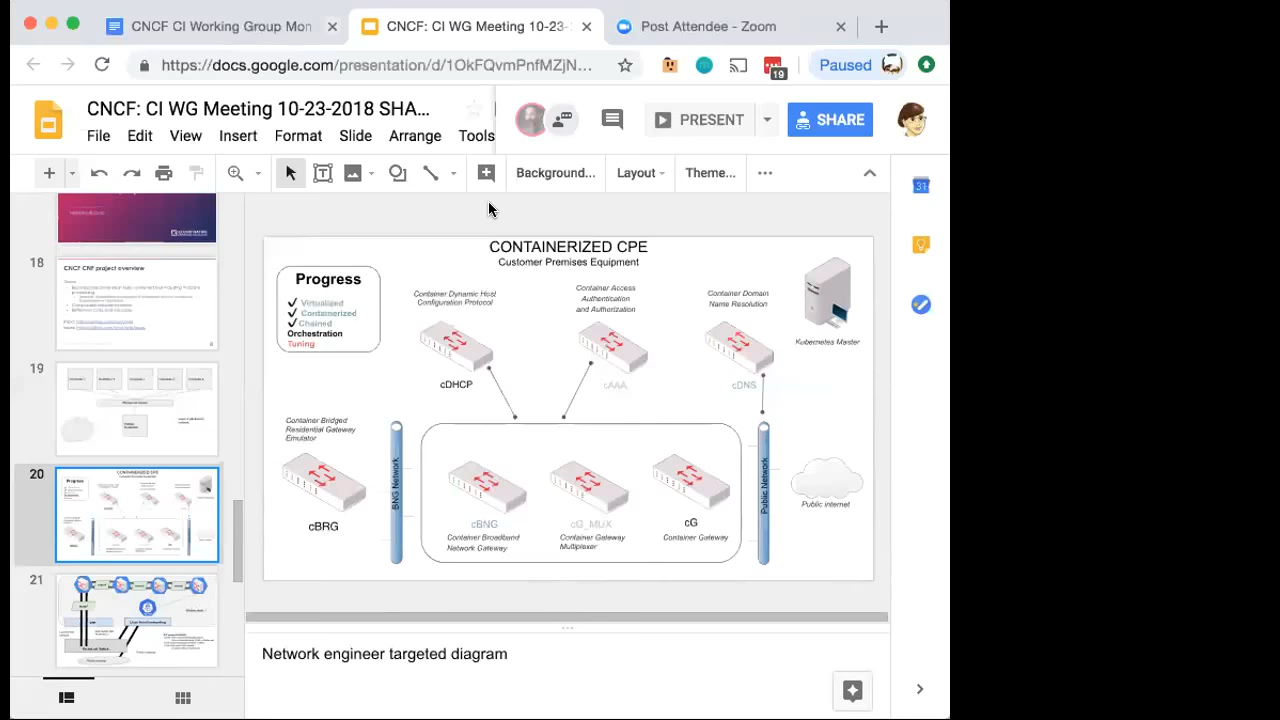 CNCF CI Working Group Mon
CNCF: CI WG Meeting 10-23-
Post Attendee - Zoom
https://docs.google.com/presentation/d/1OkFQvmPnfMZjN...
19
Paused
CNCF: CI WG Meeting 10-23-2018 SHA...
PRESENT
SHARE
File Edit View Insert Format Slide Arrange Tools
Background...
Layout
Theme...
31
18
CNCF CNF project overview
19
20
21
CONTAINERIZED CPE
Customer Premises Equipment
Progress
Virtualized
Containerized
Chained
Orchestration
Tuning
Container Dynamic Host
Configuration Protocol
cDHCP
Container Access
Authentication
and Authorization
cAAA
Container Domain
Name Resolution
cDNS
Kubernetes Master
Container Bridged
Residential Gateway
Emulator
cBRG
BNG Network
cBNG
Container Broadband
Network Gateway
cG_MUX
Container Gateway
Multiplexer
cG
Container Gateway
Public Network
Public internet
Network engineer targeted diagram